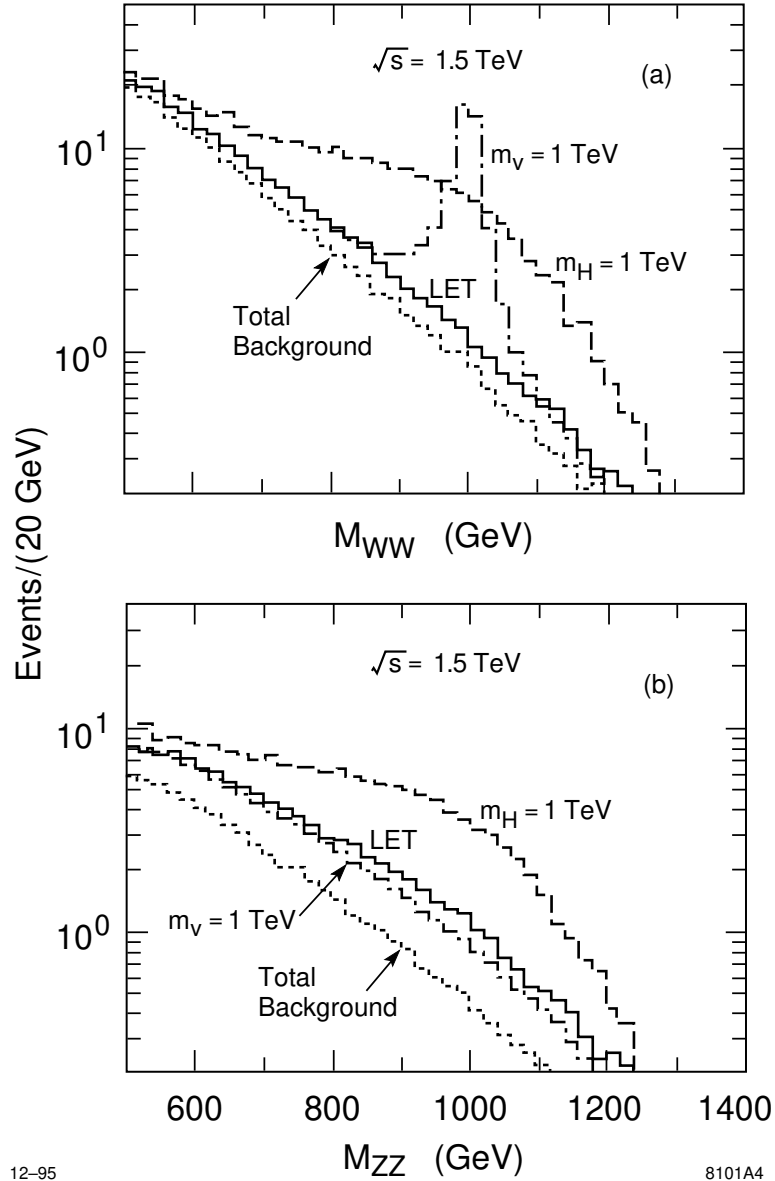 √s = 1.5 TeV
(a)
10¹
m_V = 1 TeV
m_H = 1 TeV
LET
Total
Background
10⁰
M_WW (GeV)
Events/(20 GeV)
√s = 1.5 TeV
(b)
10¹
m_H = 1 TeV
LET
m_V = 1 TeV
10⁰
Total
Background
600 800 1000 1200 1400
M_ZZ (GeV)
12–95
8101A4